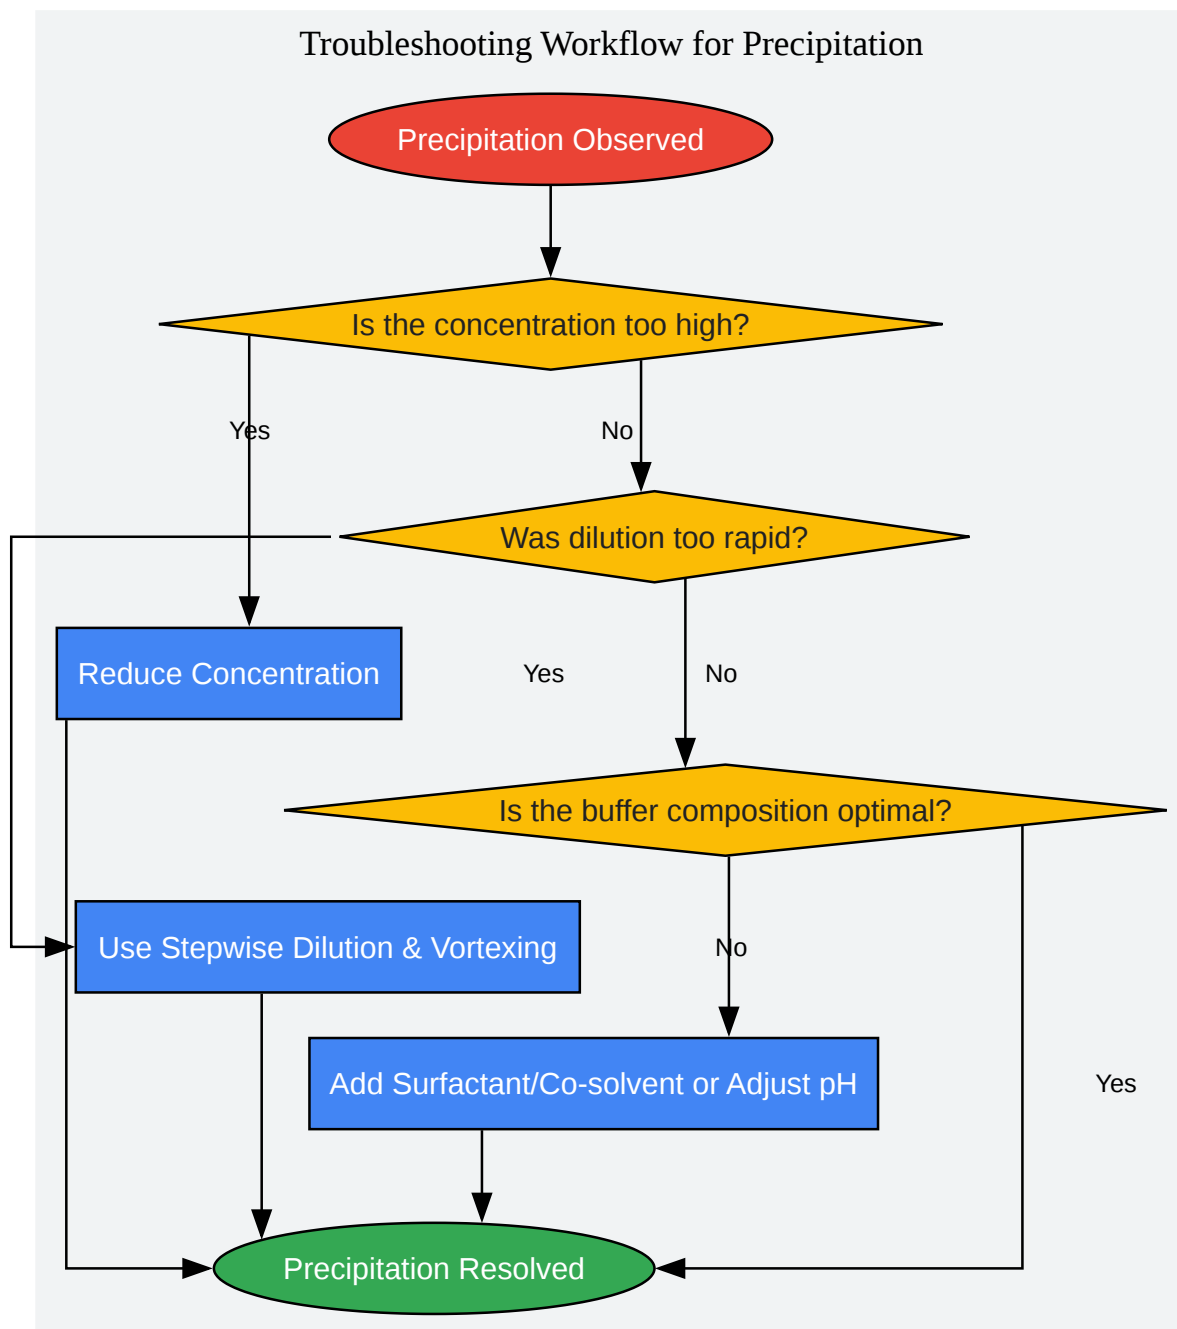 Troubleshooting Workflow for Precipitation
Precipitation Observed
Is the concentration too high?
Yes
No
Was dilution too rapid?
Reduce Concentration
Yes
No
Is the buffer composition optimal?
Use Stepwise Dilution & Vortexing
No
Add Surfactant/Co-solvent or Adjust pH
Yes
Precipitation Resolved